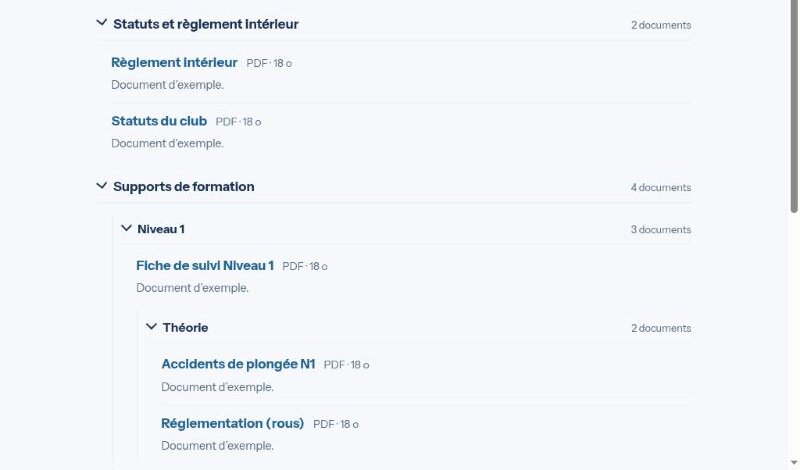 Statuts et règlement intérieur 2 documents
Règlement intérieur PDF · 18 o
Document d'exemple.
Statuts du club PDF · 18 o
Document d'exemple.
Supports de formation 4 documents
Niveau 1 3 documents
Fiche de suivi Niveau 1 PDF · 18 o
Document d'exemple.
Théorie 2 documents
Accidents de plongée N1 PDF · 18 o
Document d'exemple.
Réglementation (rous) PDF · 18 o
Document d'exemple.